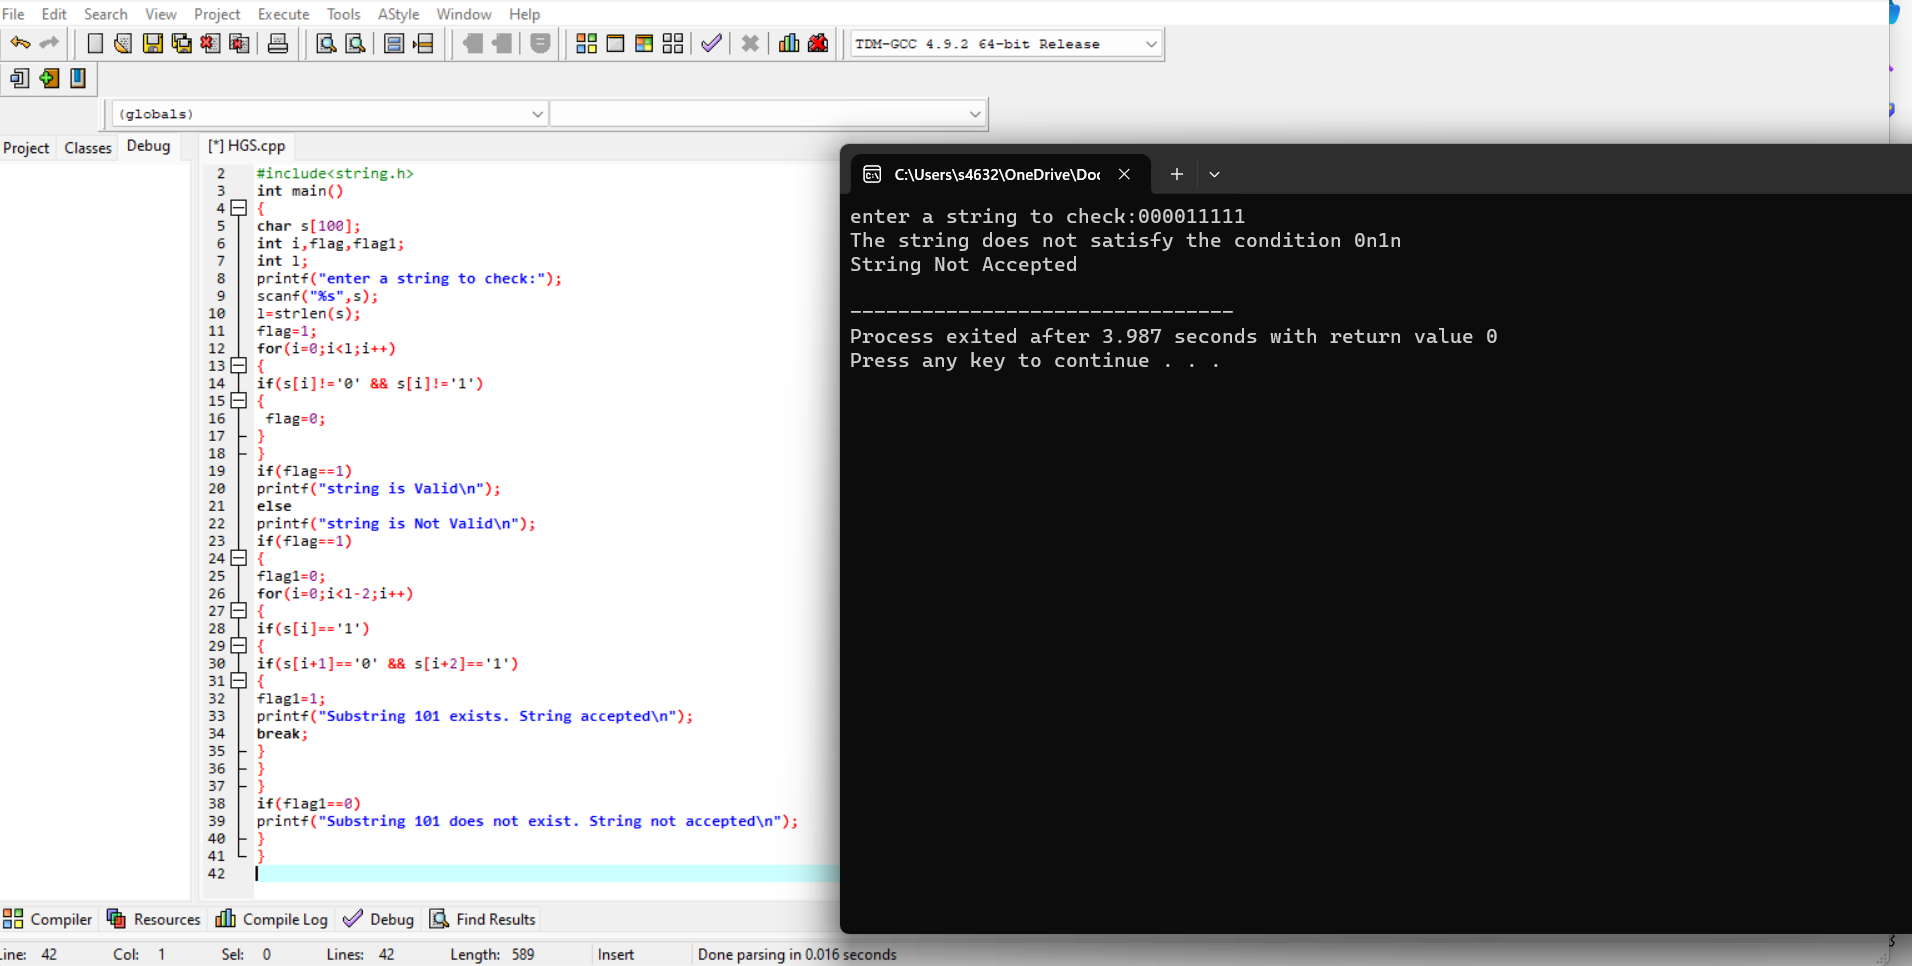 File Edit Search View Project Execute Tools AStyle Window Help
TDM-GCC 4.9.2 64-bit Release
(globals)
Project Classes Debug
[*] HGS.cpp
2 #include<string.h>
3 int main()
4 {
5 char s[100];
6 int i,flag,flag1;
7 int l;
8 printf("enter a string to check:");
9 scanf("%s",s);
10 l=strlen(s);
11 flag=1;
12 for(i=0;i<l;i++)
13 {
14 if(s[i]!='0' && s[i]!='1')
15 {
16 flag=0;
17 }
18 }
19 if(flag==1)
20 printf("string is Valid\n");
21 else
22 printf("string is Not Valid\n");
23 if(flag==1)
24 {
25 flag1=0;
26 for(i=0;i<l-2;i++)
27 {
28 if(s[i]=='1')
29 {
30 if(s[i+1]=='0' && s[i+2]=='1')
31 {
32 flag1=1;
33 printf("Substring 101 exists. String accepted\n");
34 break;
35 }
36 }
37 }
38 if(flag1==0)
39 printf("Substring 101 does not exist. String not accepted\n");
40 }
41 }
42
C:\Users\s4632\OneDrive\Doc
enter a string to check:000011111
The string does not satisfy the condition 0n1n
String Not Accepted
--------------------------------
Process exited after 3.987 seconds with return value 0
Press any key to continue . . .
Compiler Resources Compile Log Debug Find Results
Line: 42 Col: 1 Sel: 0 Lines: 42 Length: 589 Insert Done parsing in 0.016 seconds